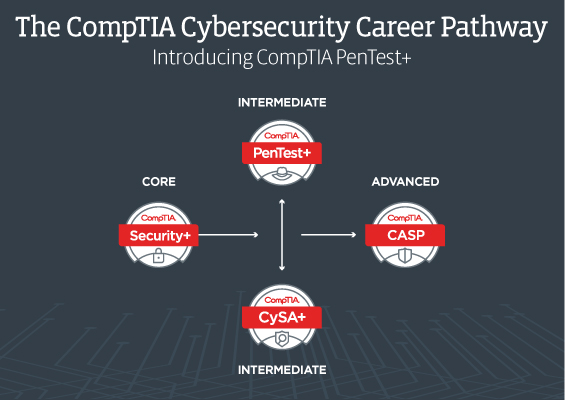 The CompTIA Cybersecurity Career Pathway
Introducing CompTIA PenTest+
INTERMEDIATE
CompTIA
PenTest+
CORE
CompTIA
Security+
ADVANCED
CompTIA
CASP
CompTIA
CySA+
INTERMEDIATE